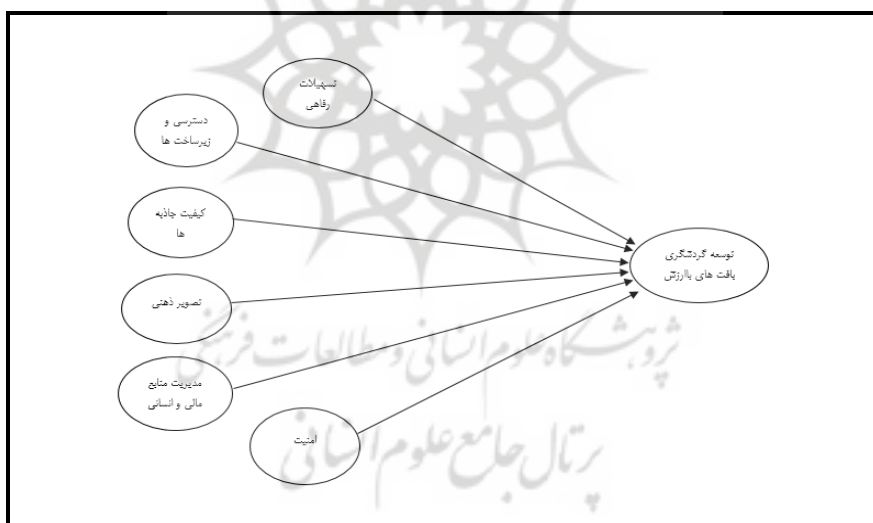 تسهیلات
رفاهی
دسترسی و
زیرساخت ها
کیفیت جاذبه
ها
توسعه گردشگری
بافت های باارزش
تصویر ذهنی
مدیریت منابع
مالی و انسانی
امنیت
پژوهشگاه علوم انسانی و مطالعات فرهنگی
پرتال جامع علوم انسانی